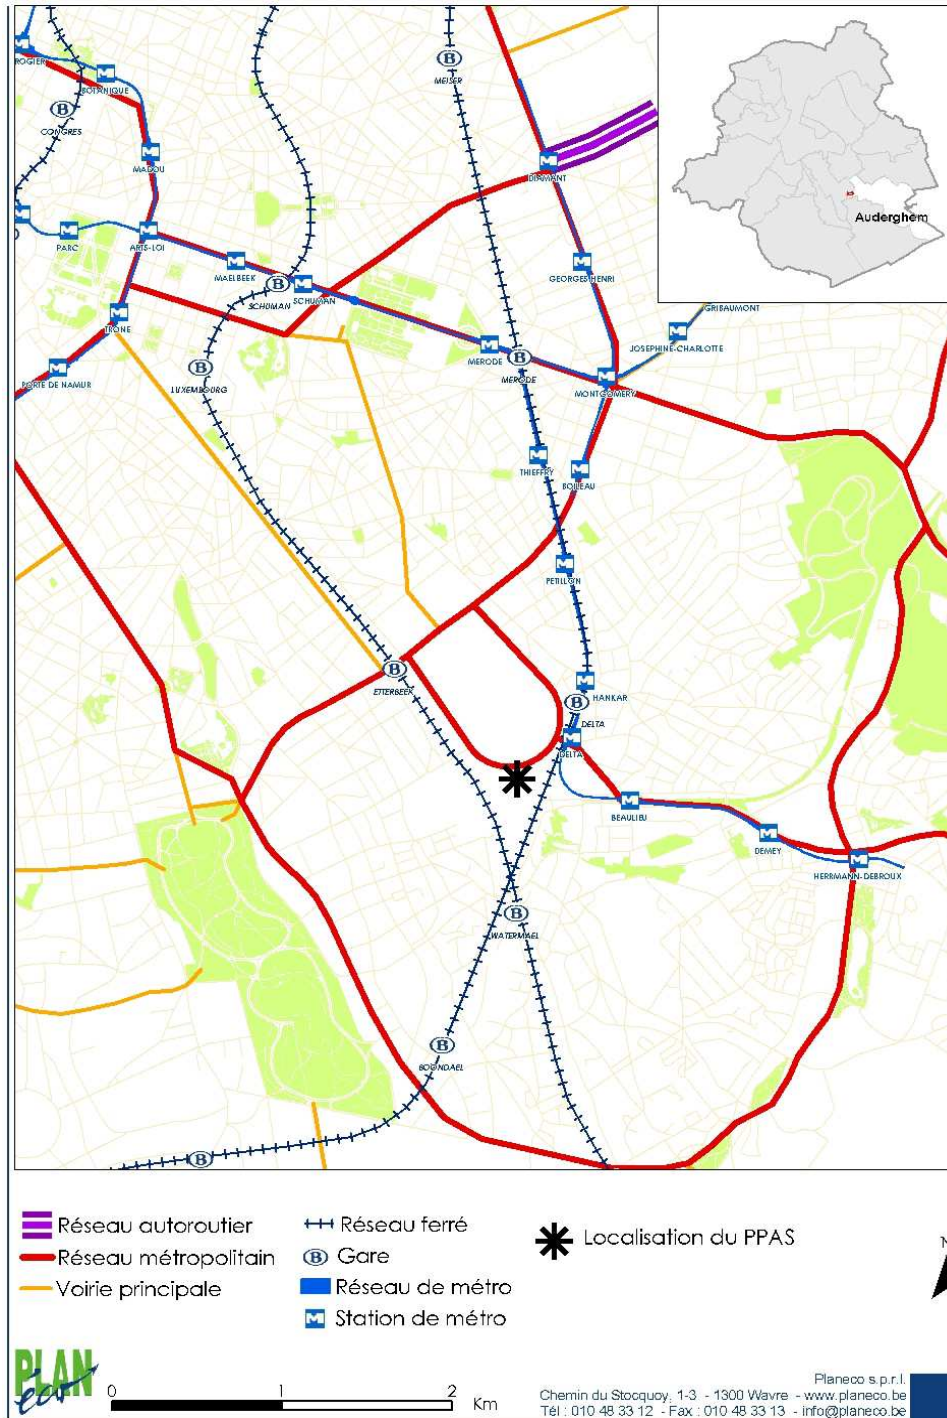 ROGIER
BOTANIQUE
CONGRES
MADOU
PARC
ARTS-LOI
MAELBEEK
SCHUMAN
SCHUMAN
TRONE
PORTE DE NAMUR
LUXEMBOURG
MEISER
DIAMANT
GEORGES HENRI
Auderghem
GRIBAUMONT
JOSEPHINE-CHARLOTTE
MERODE
MERODE
MONTGOMERY
THIEFFRY
BOILEAU
PETILLON
ETTERBEEK
HANKAR
DELTA
DELTA
BEAULIEU
DEMEY
HERRMANN-DEBROUX
WATERMAEL
BOONDAEL
Réseau autoroutier
Réseau métropolitain
Voirie principale
Réseau ferré
B Gare
Réseau de métro
M Station de métro
Localisation du PPAS
N
PLAN
éco
0 1 2 Km
Planeco s.p.r.l.
Chemin du Stocquoy, 1-3 - 1300 Wavre - www.planeco.be
Tél : 010 48 33 12 - Fax : 010 48 33 13 - info@planeco.be